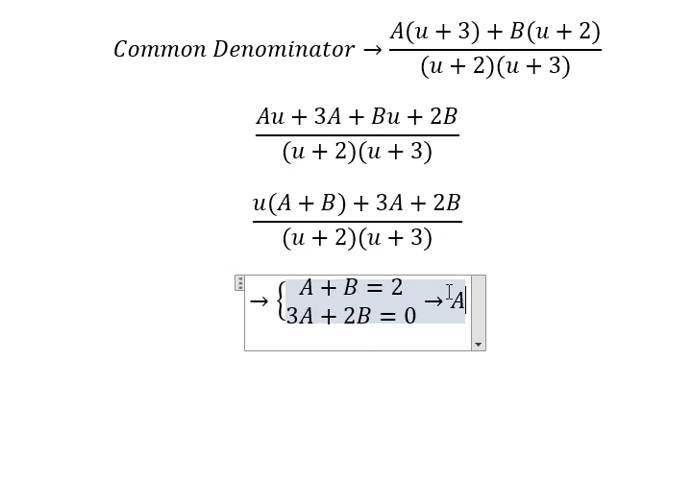 Common Denominator → A(u + 3) + B(u + 2)
(u + 2)(u + 3)
Au + 3A + Bu + 2B
(u + 2)(u + 3)
u(A + B) + 3A + 2B
(u + 2)(u + 3)
→ { A + B = 2
3A + 2B = 0 → A